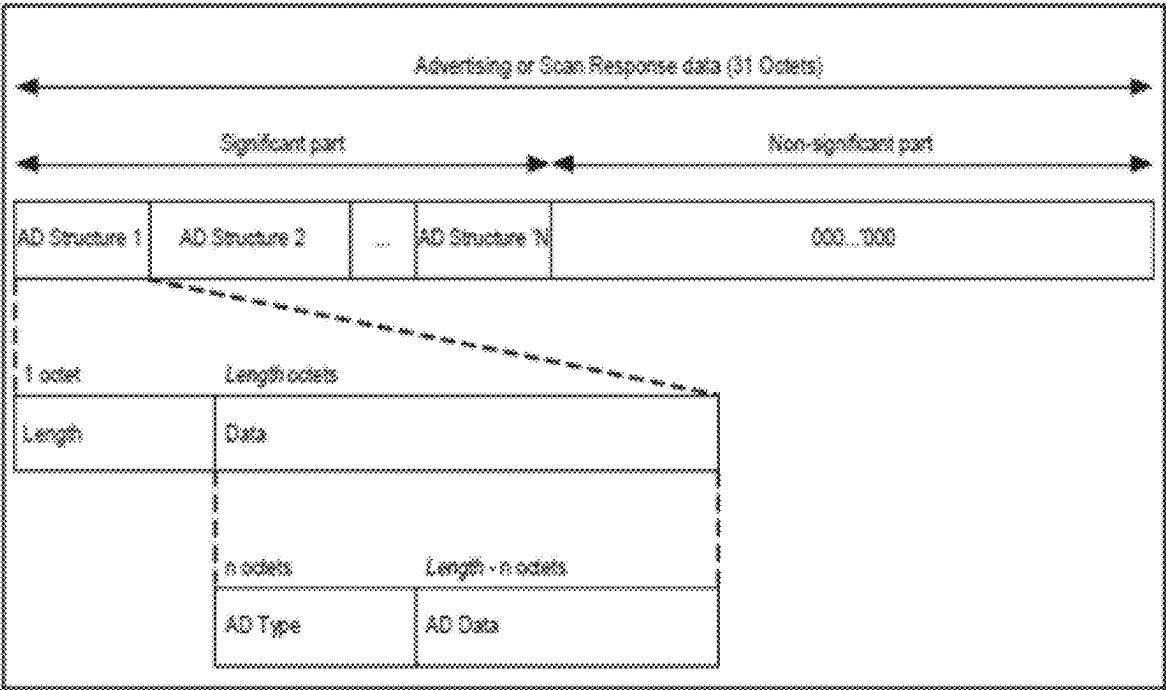 Advertising or Scan Response data (31 Octets)
Significant part Non-significant part
AD Structure 1 AD Structure 2 ... AD Structure N 000...000
1 octet Length octets
Length Data
n octets Length - n octets
AD Type AD Data